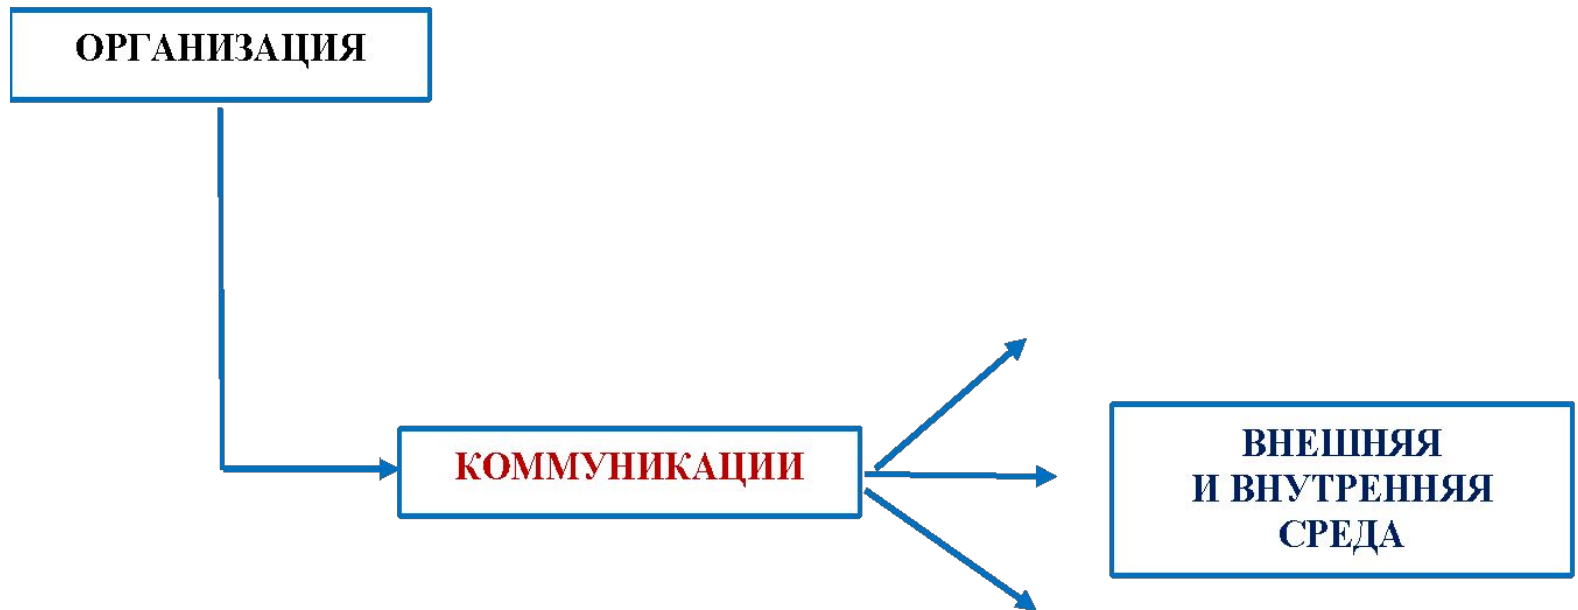 ОРГАНИЗАЦИЯ
КОММУНИКАЦИИ
ВНЕШНЯЯ
И ВНУТРЕННЯЯ
СРЕДА